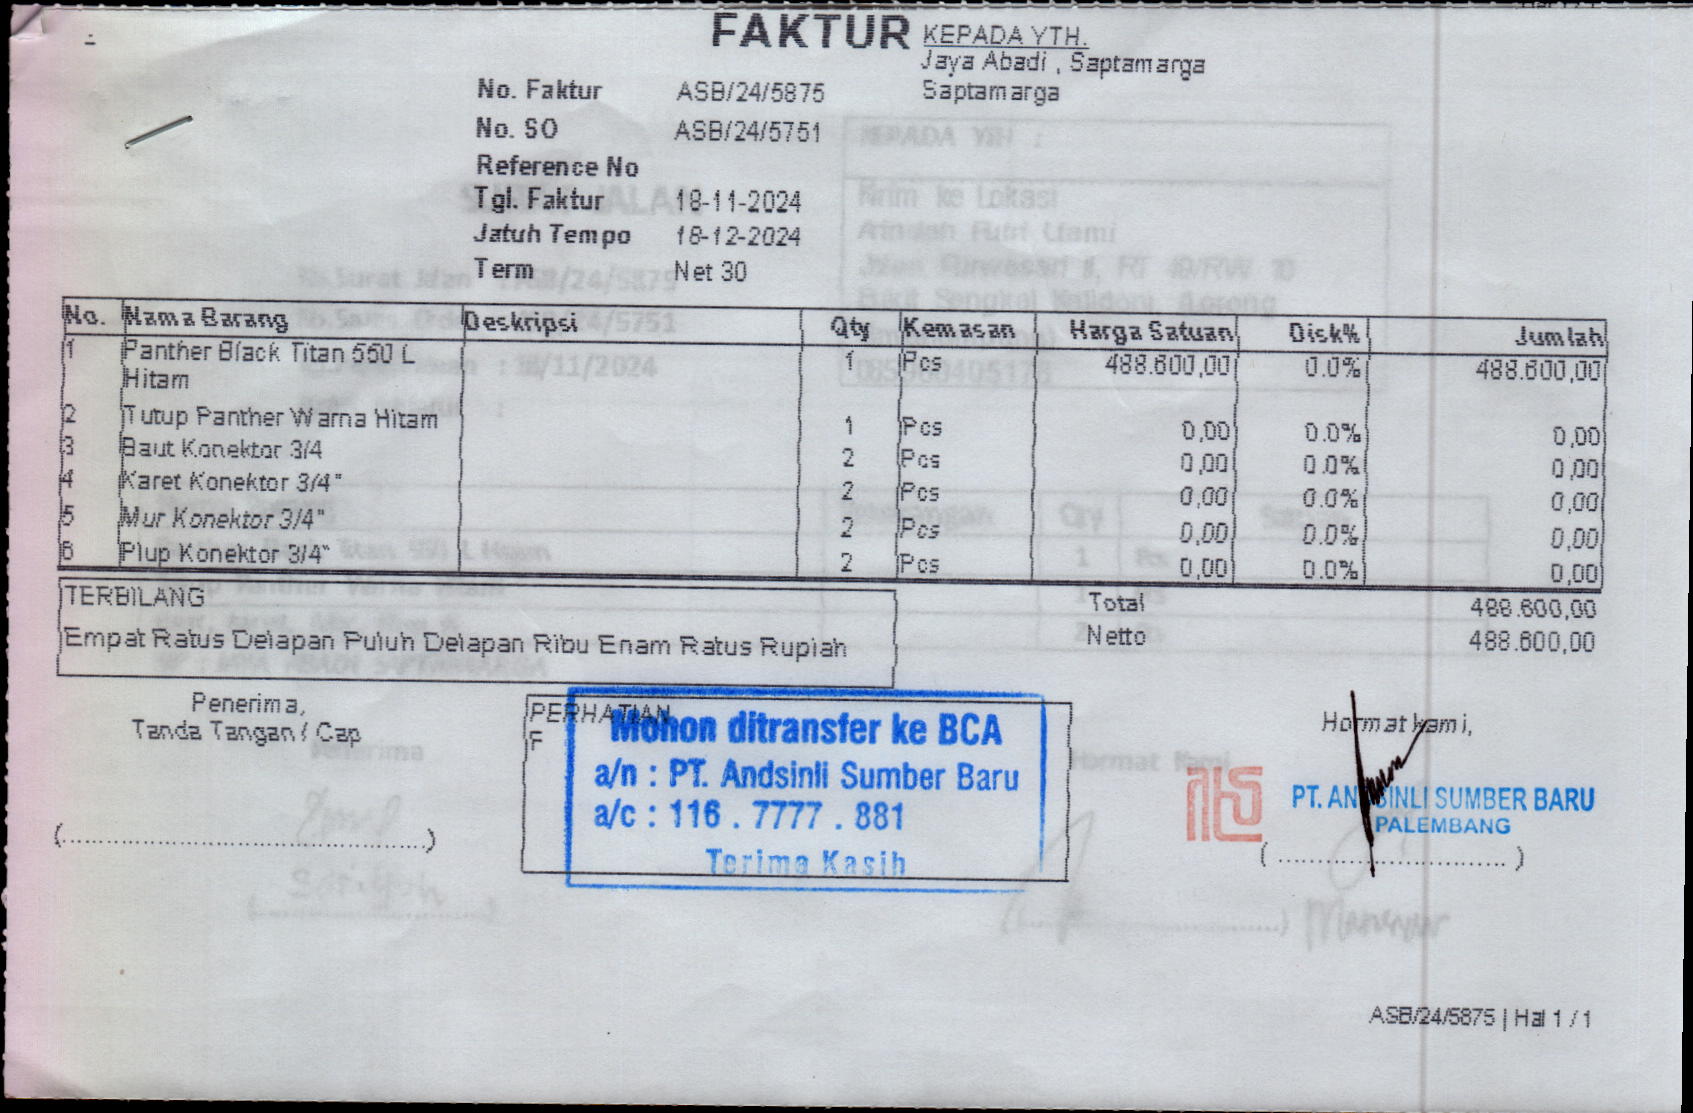 FAKTUR
KEPADA YTH.
Jaya Abadi , Saptamarga
Saptamarga
No. Faktur ASB/24/5875
No. SO ASB/24/5751
Reference No
Tgl. Faktur 18-11-2024
Jatuh Tempo 18-12-2024
Term Net 30
No. Nama Barang Deskripsi Qty Kemasan Harga Satuan Disk% Jumlah
1 Panther Black Titan 550 L 1 Pcs 488.600,00 0.0% 488.600,00
Hitam
2 Tutup Panther Warna Hitam 1 Pcs 0,00 0.0% 0,00
3 Baut Konektor 3/4 2 Pcs 0,00 0.0% 0,00
4 Karet Konektor 3/4" 2 Pcs 0,00 0.0% 0,00
5 Mur Konektor 3/4" 2 Pcs 0,00 0.0% 0,00
6 Plup Konektor 3/4" 2 Pcs 0,00 0.0% 0,00
TERBILANG
Empat Ratus Delapan Puluh Delapan Ribu Enam Ratus Rupiah
Total 488.600,00
Netto 488.600,00
Penerima,
Tanda Tangan / Cap
(..........................................)
PERHATIAN
F
Mohon ditransfer ke BCA
a/n : PT. Andsinli Sumber Baru
a/c : 116 . 7777 . 881
Terima Kasih
Hormat kami,
PT. ANDSINLI SUMBER BARU
PALEMBANG
( .............................. )
ASB/24/5875 | Hal 1 / 1